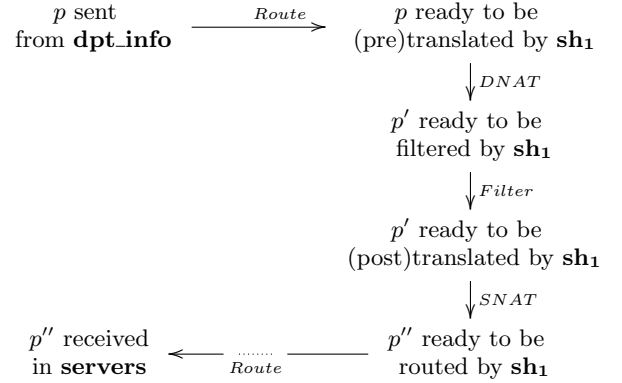 p sent
from dpt_info
Route
p ready to be
(pre)translated by sh₁
DNAT
p′ ready to be
filtered by sh₁
Filter
p′ ready to be
(post)translated by sh₁
SNAT
p″ received
in servers
Route
p″ ready to be
routed by sh₁